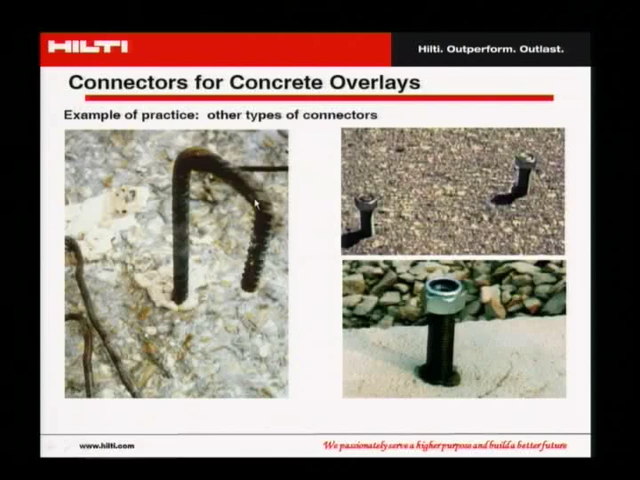 HILTI
Hilti. Outperform. Outlast.
Connectors for Concrete Overlays
Example of practice: other types of connectors
www.hilti.com
We passionately serve a higher purpose and build a better future